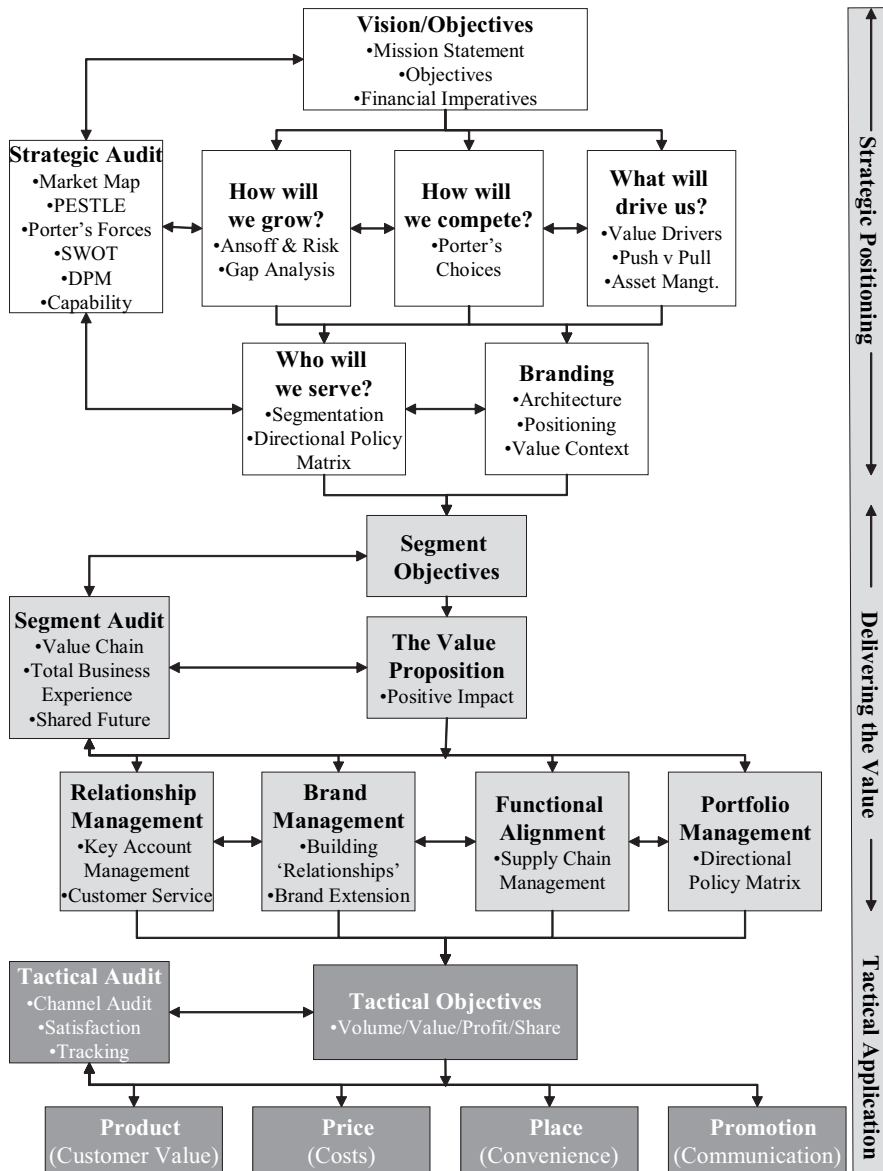 Vision/Objectives
•Mission Statement
•Objectives
•Financial Imperatives
Strategic Audit
•Market Map
•PESTLE
•Porter’s Forces
•SWOT
•DPM
•Capability
How will
we grow?
•Ansoff & Risk
•Gap Analysis
How will
we compete?
•Porter’s
Choices
What will
drive us?
•Value Drivers
•Push v Pull
•Asset Mangt.
Who will
we serve?
•Segmentation
•Directional Policy
Matrix
Branding
•Architecture
•Positioning
•Value Context
Strategic Positioning
Segment
Objectives
Segment Audit
•Value Chain
•Total Business
Experience
•Shared Future
The Value
Proposition
•Positive Impact
Relationship
Management
•Key Account
Management
•Customer Service
Brand
Management
•Building
‘Relationships’
•Brand Extension
Functional
Alignment
•Supply Chain
Management
Portfolio
Management
•Directional
Policy Matrix
Delivering the Value
Tactical Audit
•Channel Audit
•Satisfaction
•Tracking
Tactical Objectives
•Volume/Value/Profit/Share
Product
(Customer Value)
Price
(Costs)
Place
(Convenience)
Promotion
(Communication)
Tactical Application